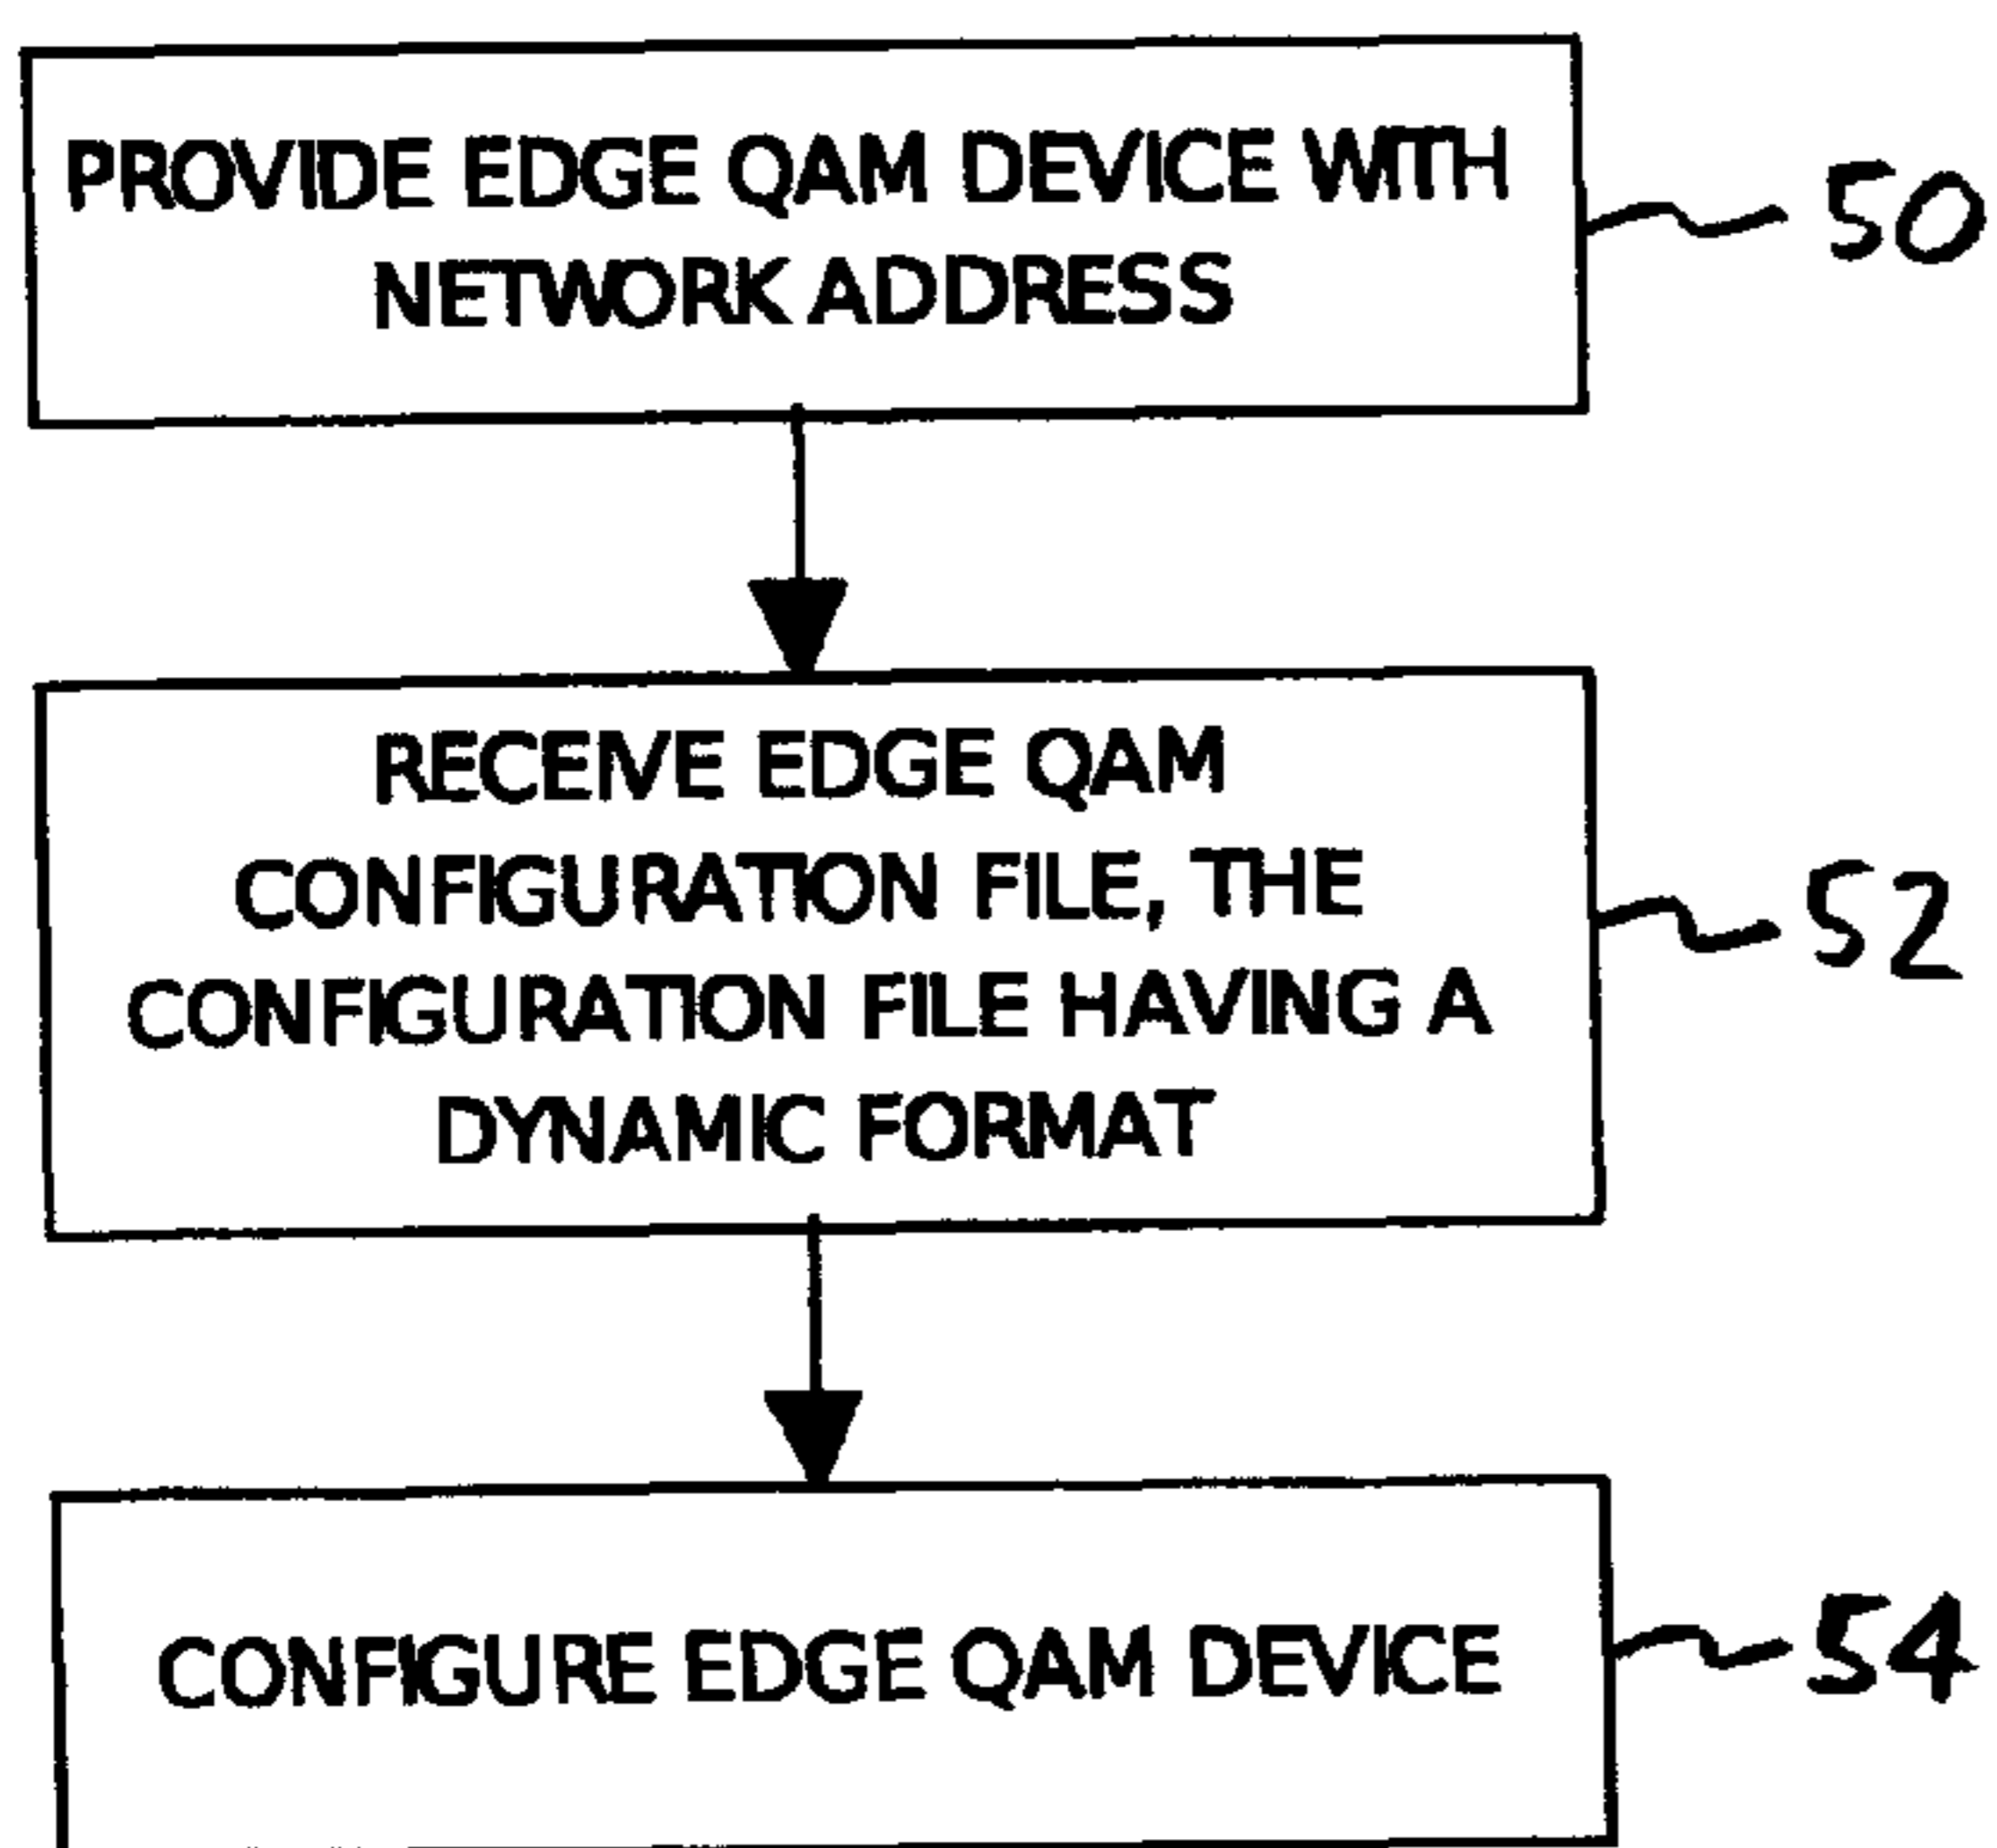 PROVIDE EDGE QAM DEVICE WITH
NETWORK ADDRESS
50
RECEIVE EDGE QAM
CONFIGURATION FILE, THE
CONFIGURATION FILE HAVING A
DYNAMIC FORMAT
52
CONFIGURE EDGE QAM DEVICE
54